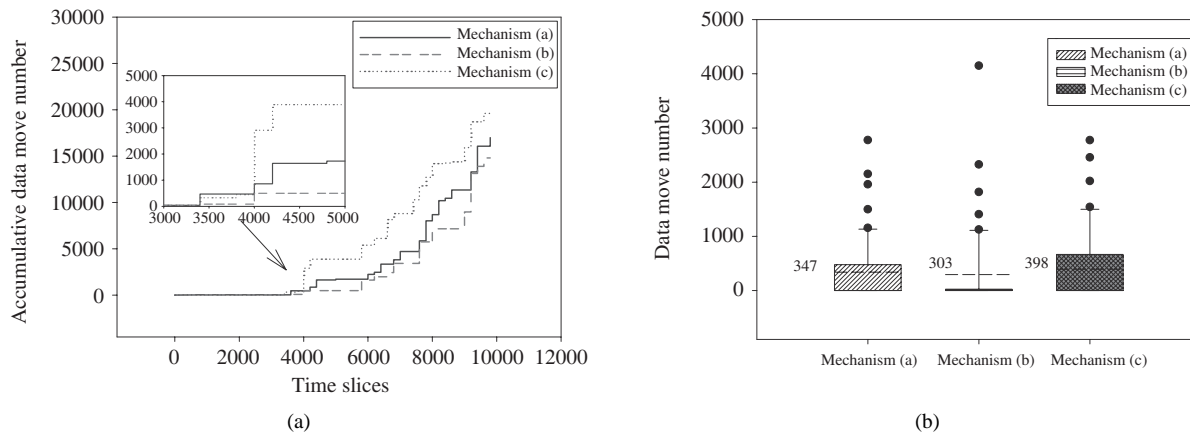 30000
25000
20000
15000
10000
5000
0
Accumulative data move number
Mechanism (a)
Mechanism (b)
Mechanism (c)
5000
4000
3000
2000
1000
0
3000 3500 4000 4500 5000
0 2000 4000 6000 8000 10000 12000
Time slices
(a)
5000
4000
3000
2000
1000
0
Data move number
Mechanism (a)
Mechanism (b)
Mechanism (c)
347
303
398
Mechanism (a) Mechanism (b) Mechanism (c)
(b)